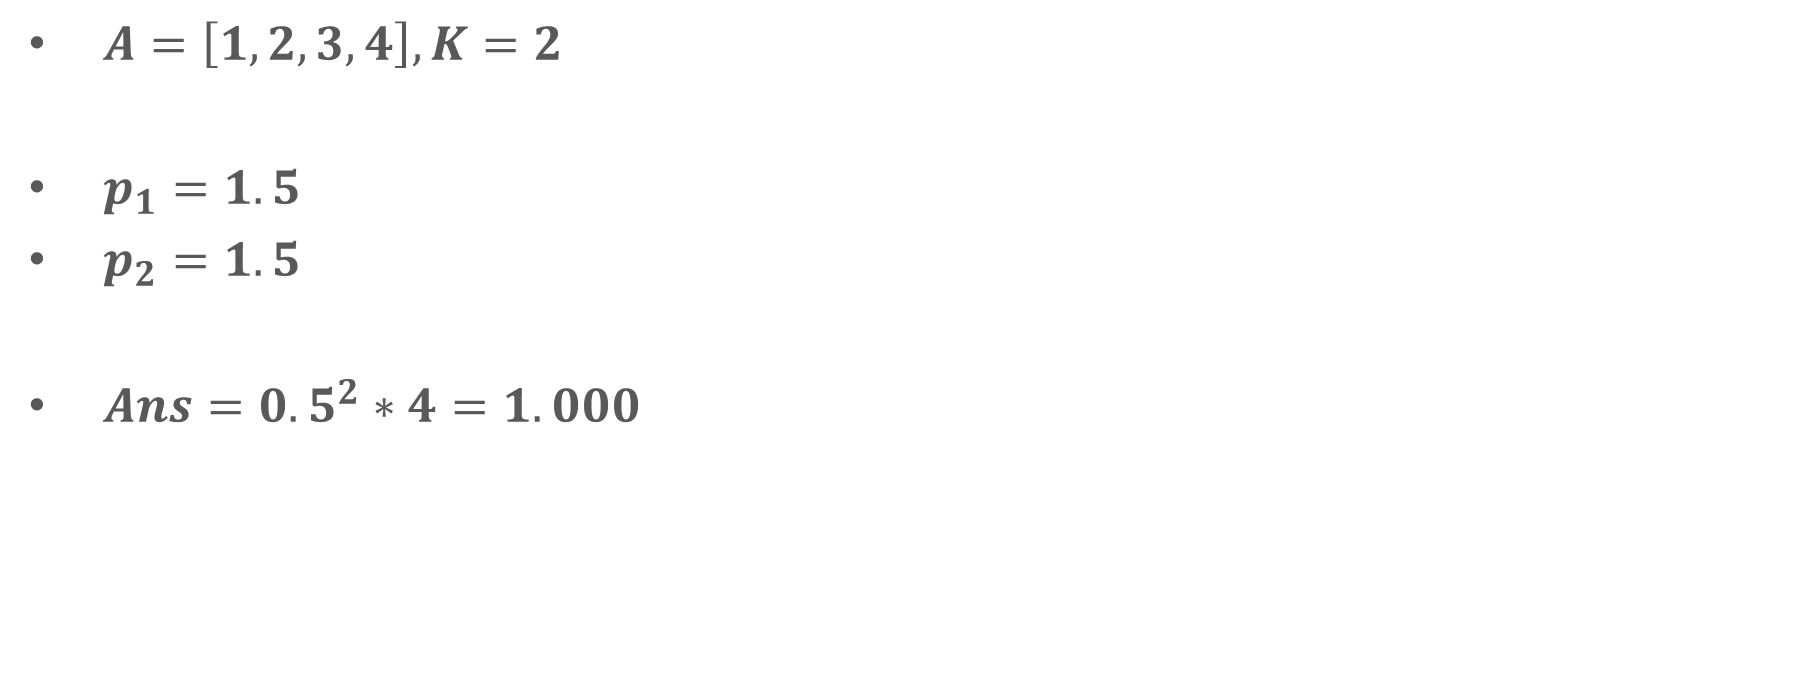 • A = [1, 2, 3, 4], K = 2
• p₁ = 1.5
• p₂ = 1.5
• Ans = 0.5² ∗ 4 = 1.000